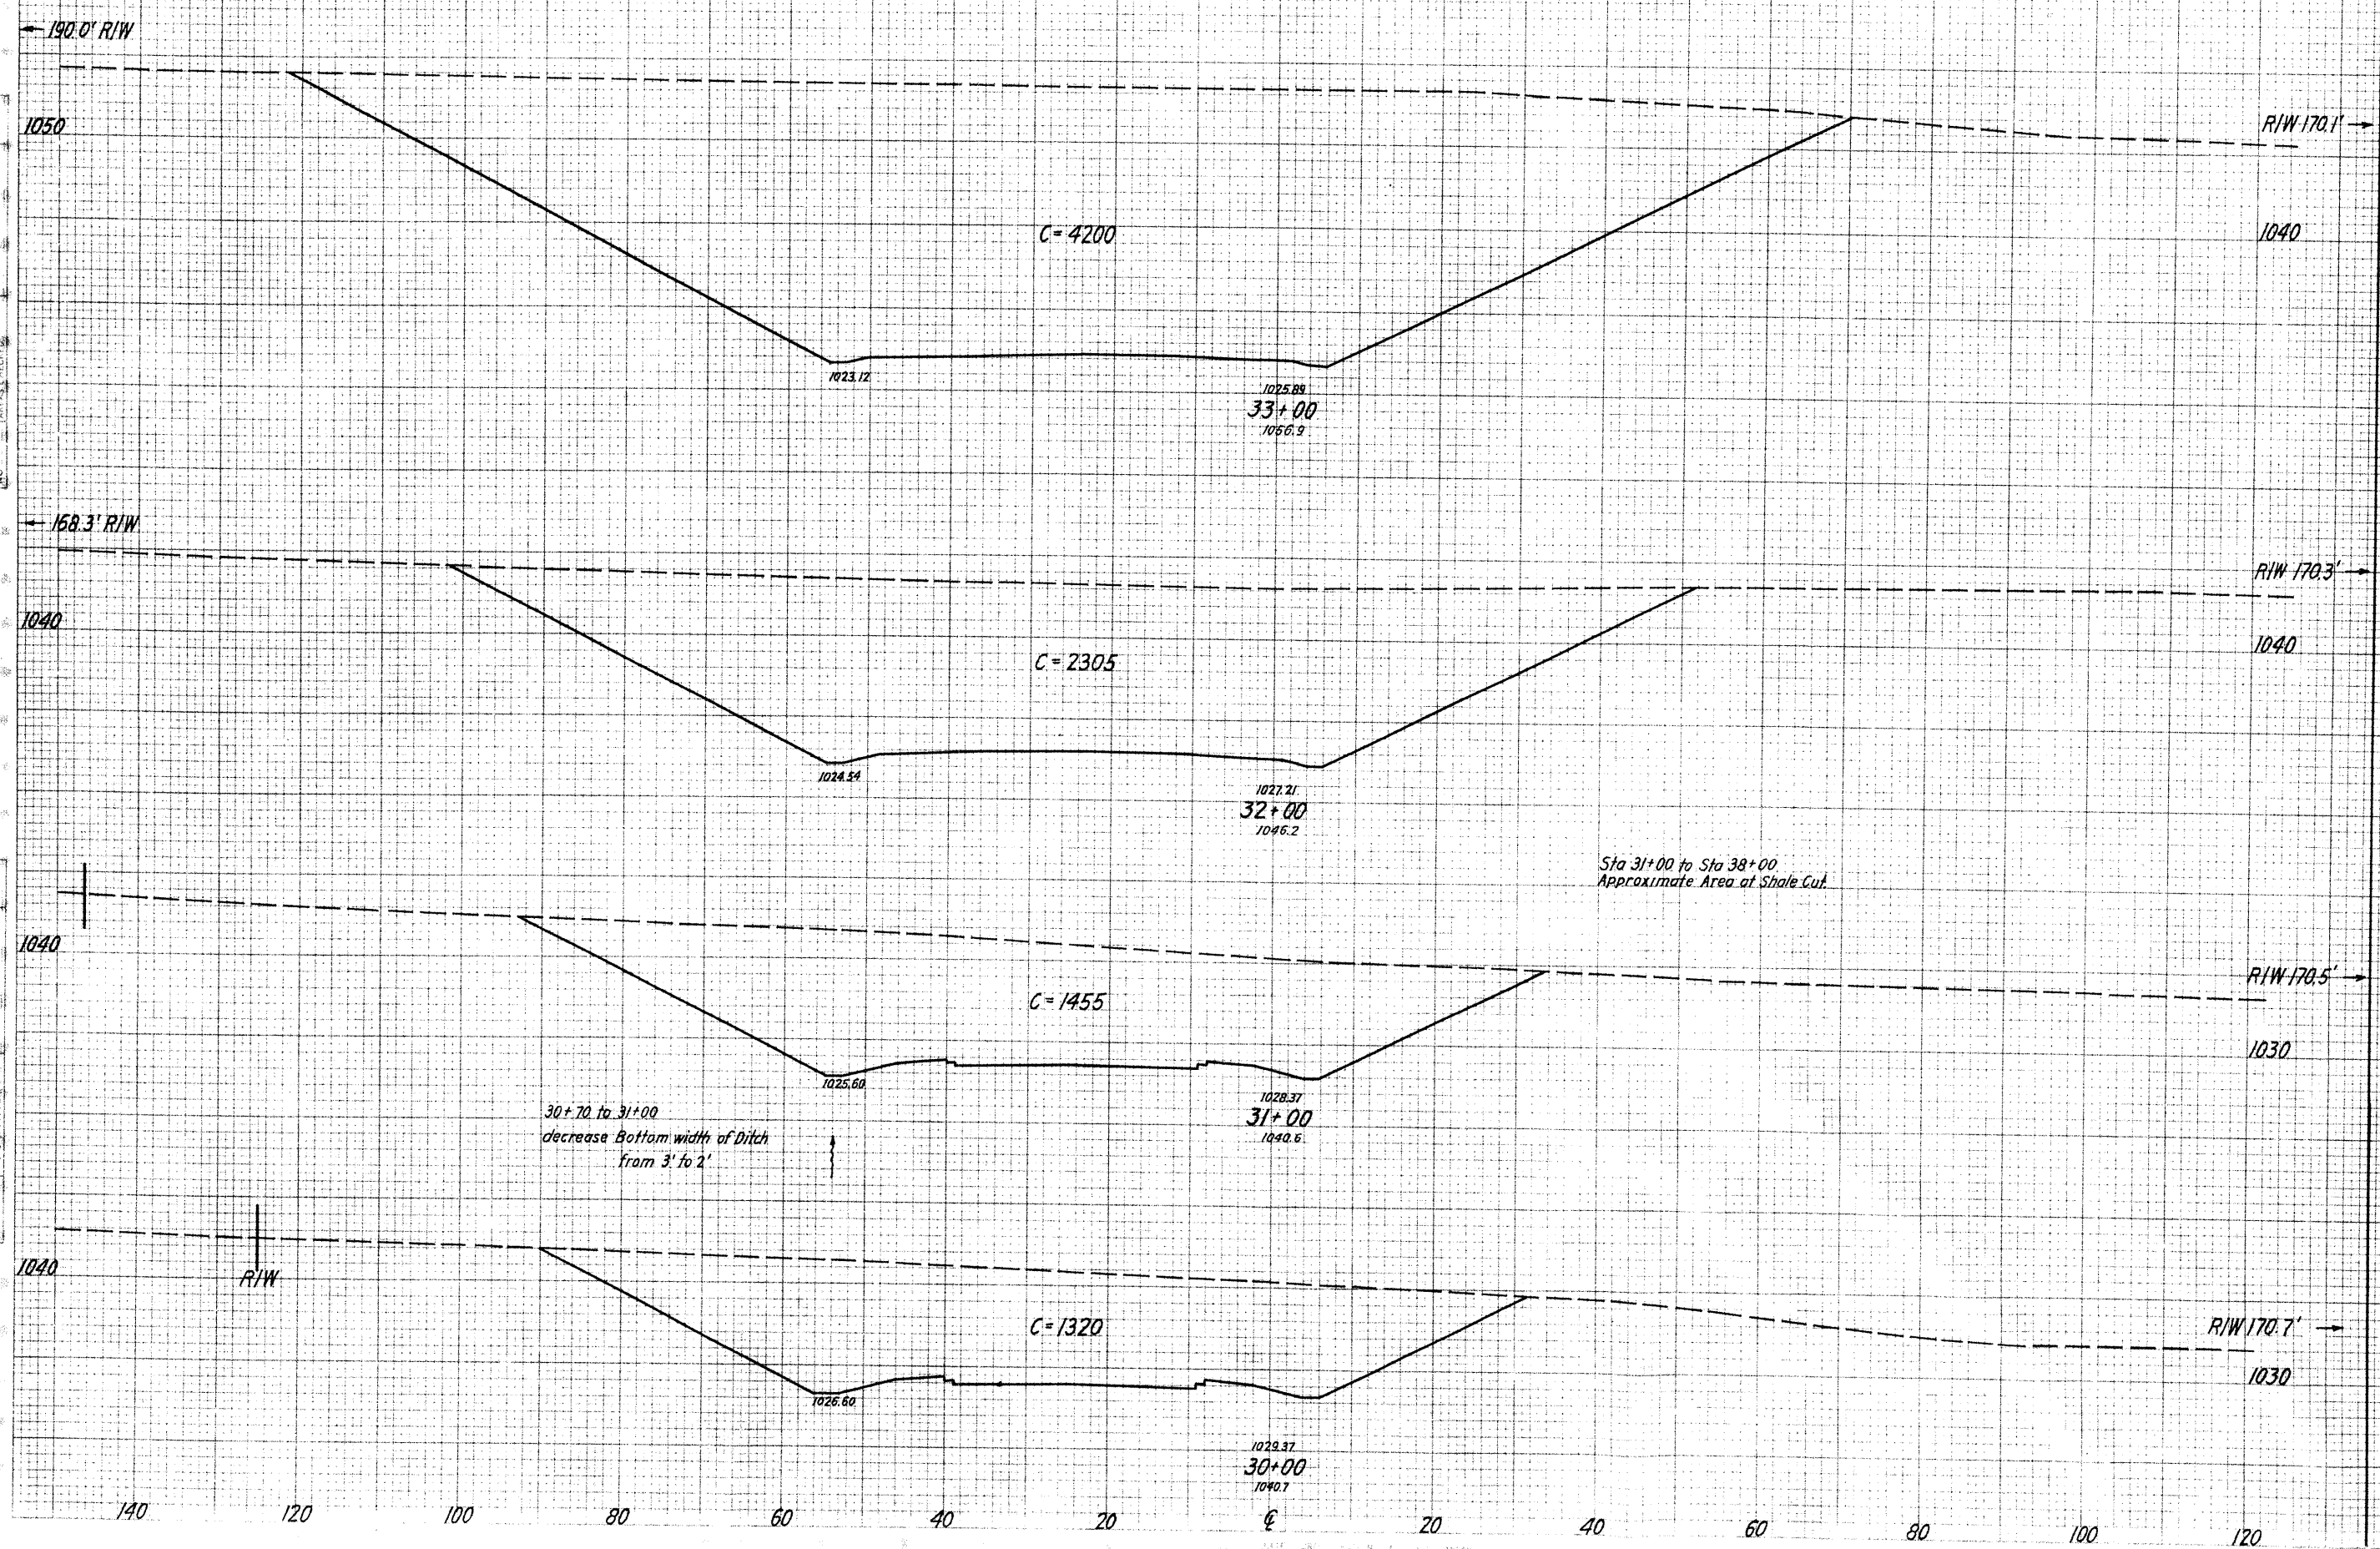 190.0' R/W
1050
R/W 170.1'
C = 4200
1040
1023.12
1025.89
33+00
1056.9
168.3' R/W
R/W 170.3'
1040
1040
C = 2305
1024.54
1027.21
32+00
1046.2
Sta 31+00 to Sta 38+00
Approximate Area at Shale Cut.
1040
R/W 170.5'
C = 1455
1030
1025.60
1028.37
31+00
1040.6
30+70 to 31+00
decrease Bottom width of Ditch
from 3' to 2'
1040
R/W
C = 1320
R/W 170.7'
1030
1026.60
1029.37
30+00
1040.7
140 120 100 80 60 40 20 ℄ 20 40 60 80 100 120